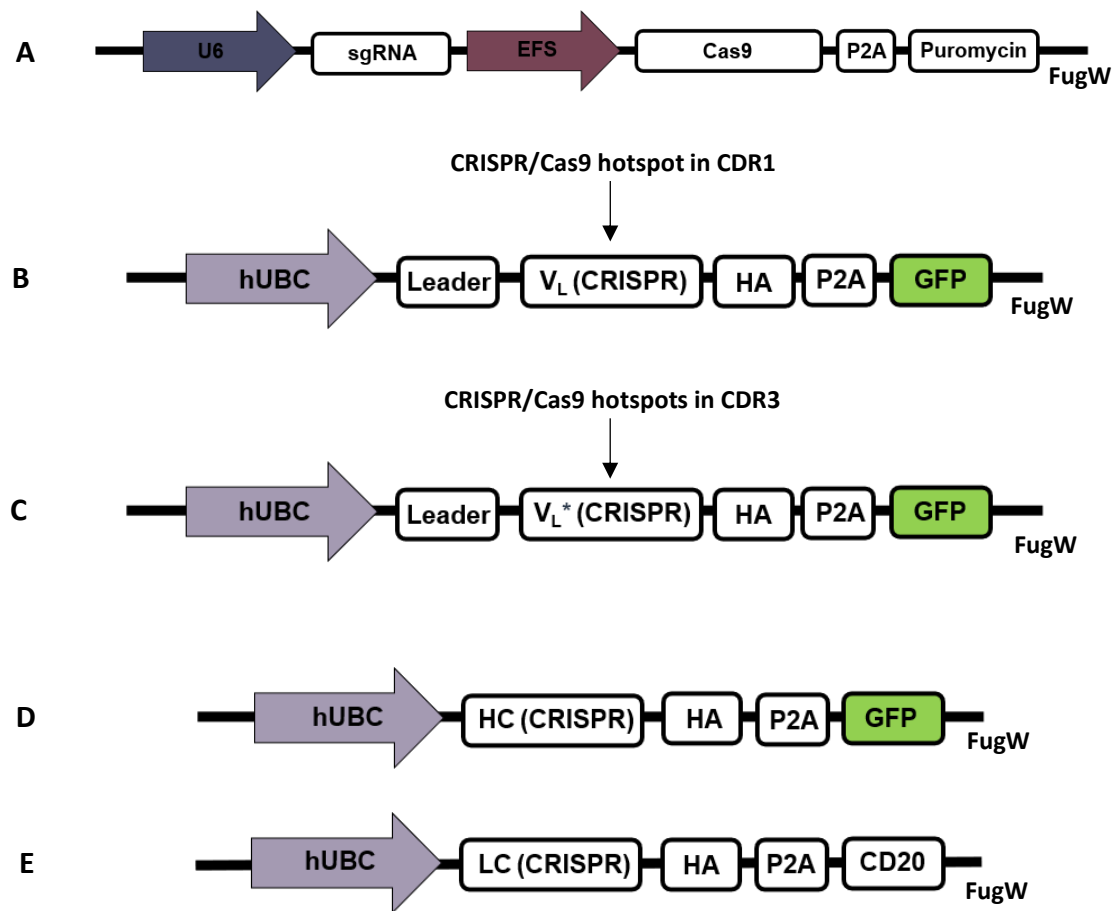 A U6 sgRNA EFS Cas9 P2A Puromycin
FugW
CRISPR/Cas9 hotspot in CDR1
B hUBC Leader VL (CRISPR) HA P2A GFP
FugW
CRISPR/Cas9 hotspots in CDR3
C hUBC Leader VL* (CRISPR) HA P2A GFP
FugW
D hUBC HC (CRISPR) HA P2A GFP
FugW
E hUBC LC (CRISPR) HA P2A CD20
FugW